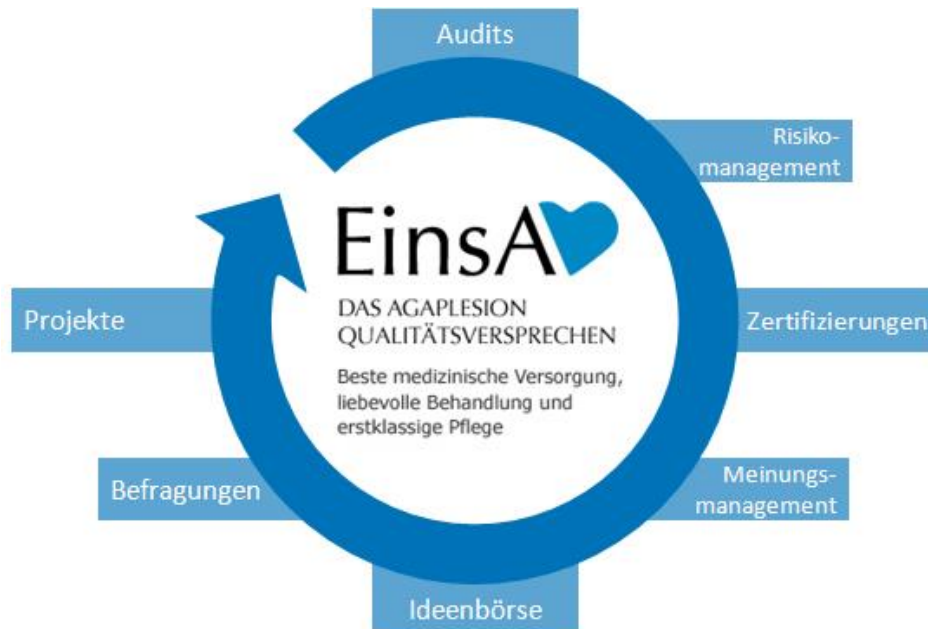 Audits
Risiko-
management
EinsA
DAS AGAPLESION
QUALITÄTSVERSPRECHEN
Beste medizinische Versorgung,
liebevolle Behandlung und
erstklassige Pflege
Projekte
Zertifizierungen
Befragungen
Meinungs-
management
Ideenbörse